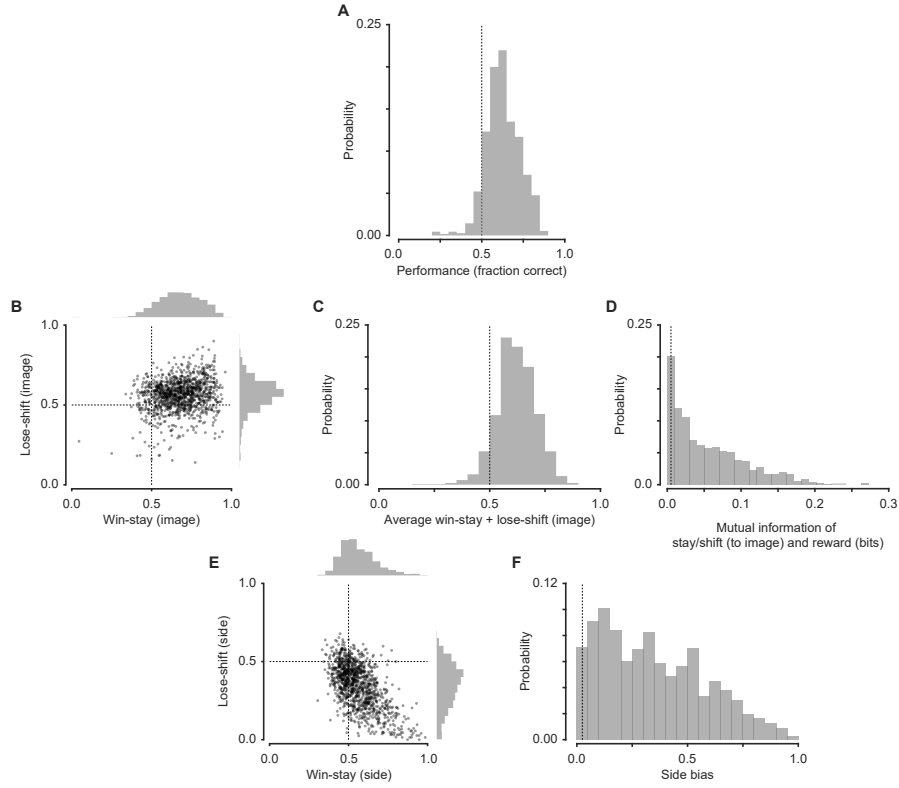 A
0.25
Probability
0.00
0.0
0.5
1.0
Performance (fraction correct)
B
1.0
Lose-shift (image)
0.5
0.0
0.0
0.5
1.0
Win-stay (image)
C
0.25
Probability
0.00
0.0
0.5
1.0
Average win-stay + lose-shift (image)
D
0.25
Probability
0.00
0.0
0.1
0.2
0.3
Mutual information of
stay/shift (to image) and reward (bits)
E
1.0
Lose-shift (side)
0.5
0.0
0.0
0.5
1.0
Win-stay (side)
F
0.12
Probability
0.00
0.0
0.5
1.0
Side bias